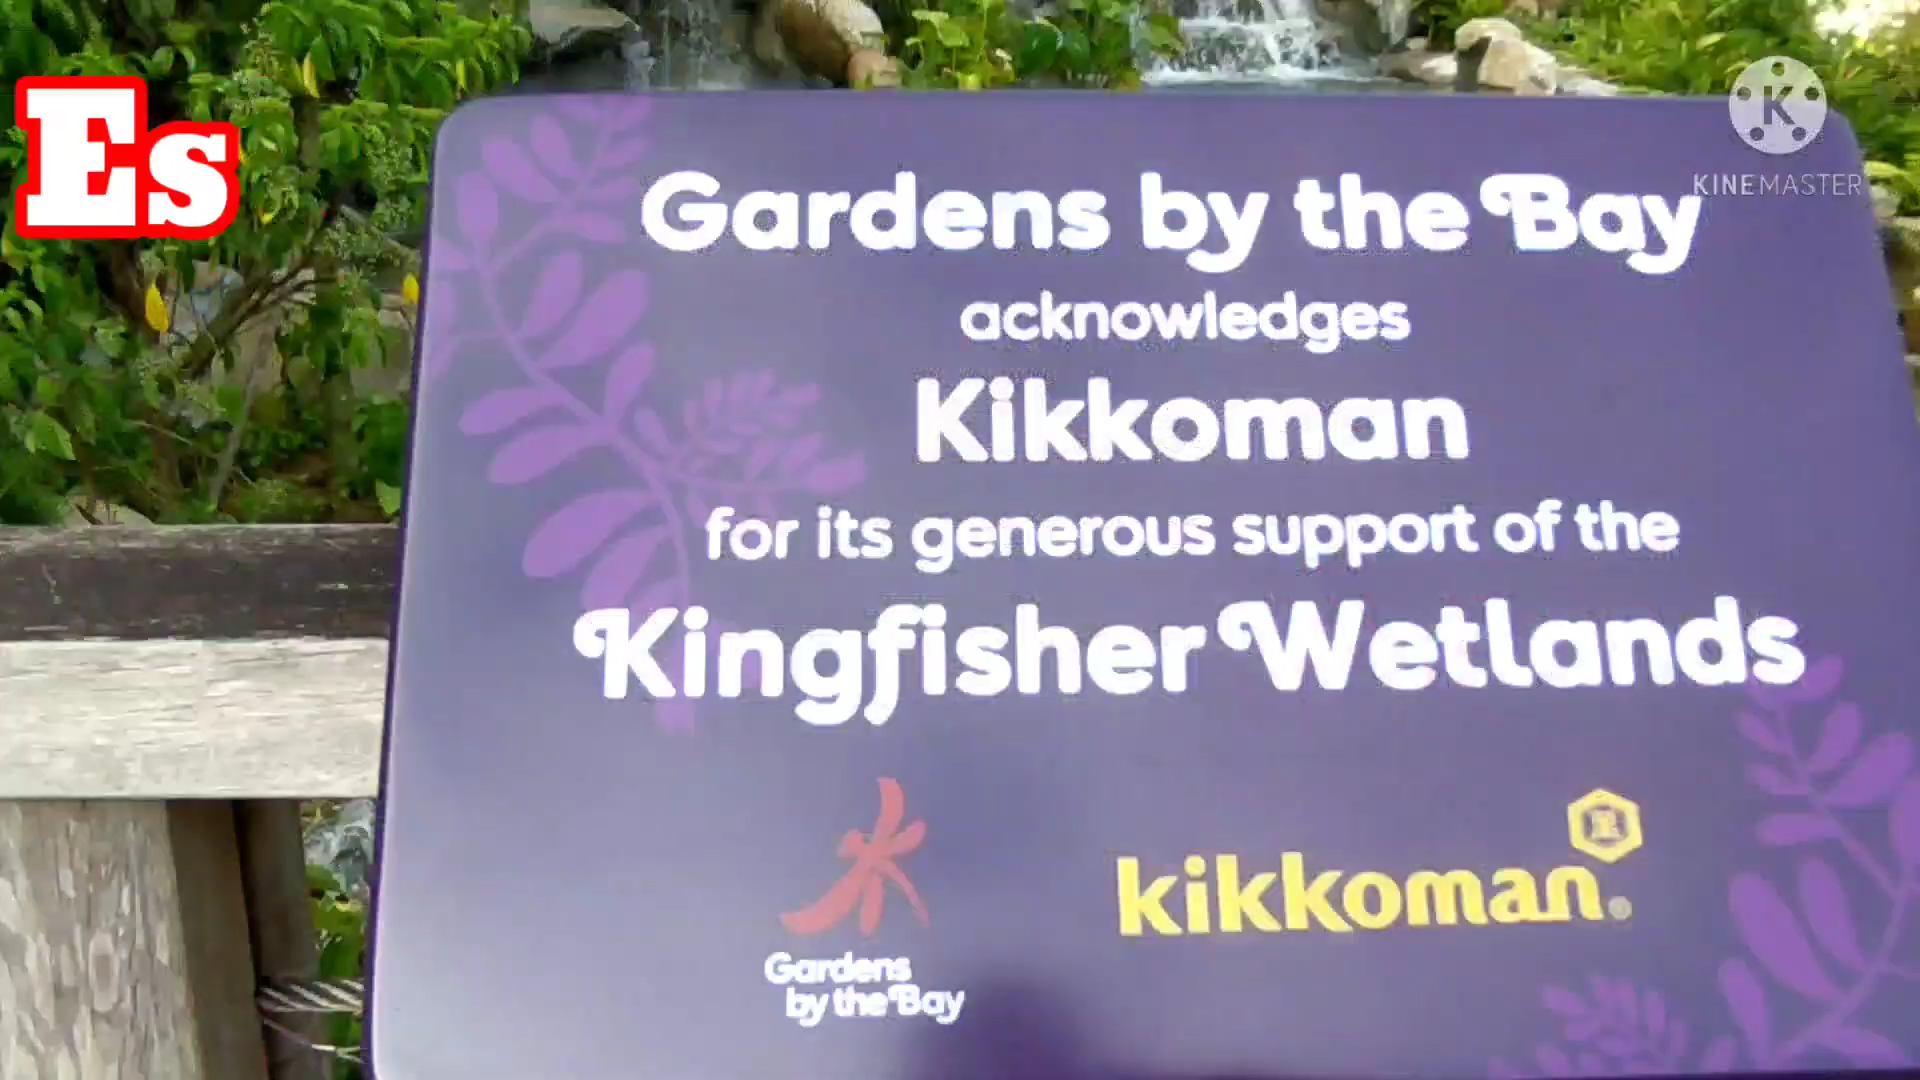 Es
KINEMASTER
Gardens by the Bay
acknowledges
Kikkoman
for its generous support of the
Kingfisher Wetlands
Gardens
by the Bay
kikkoman®